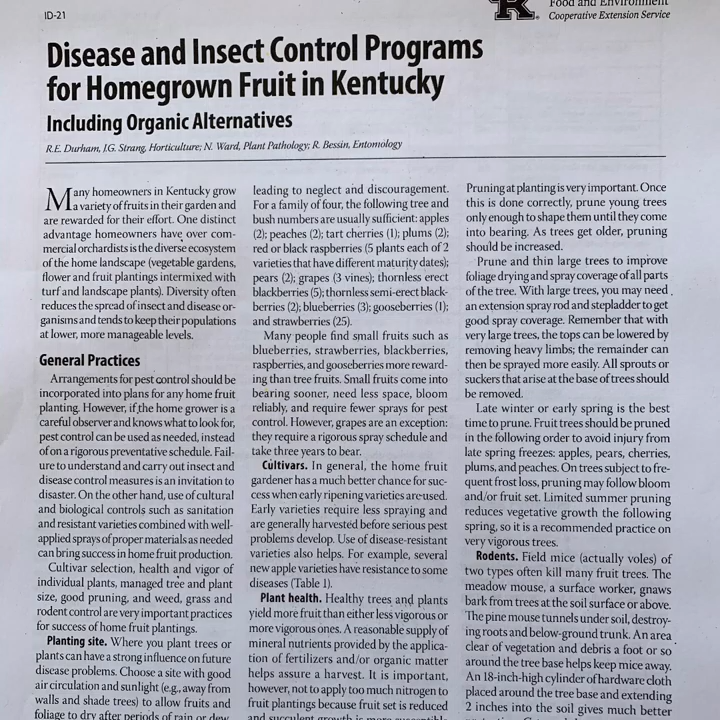 ID-21
Food and Environment
Cooperative Extension Service
Disease and Insect Control Programs
for Homegrown Fruit in Kentucky
Including Organic Alternatives
R.E. Durham, J.G. Strang, Horticulture; N. Ward, Plant Pathology; R. Bessin, Entomology
Many homeowners in Kentucky grow
a variety of fruits in their garden and
are rewarded for their effort. One distinct
advantage homeowners have over com-
mercial orchardists is the diverse ecosystem
of the home landscape (vegetable gardens,
flower and fruit plantings intermixed with
turf and landscape plants). Diversity often
reduces the spread of insect and disease or-
ganisms and tends to keep their populations
at lower, more manageable levels.
General Practices
Arrangements for pest control should be
incorporated into plans for any home fruit
planting. However, if the home grower is a
careful observer and knows what to look for,
pest control can be used as needed, instead
of on a rigorous preventative schedule. Fail-
ure to understand and carry out insect and
disease control measures is an invitation to
disaster. On the other hand, use of cultural
and biological controls such as sanitation
and resistant varieties combined with well-
applied sprays of proper materials as needed
can bring success in home fruit production.
Cultivar selection, health and vigor of
individual plants, managed tree and plant
size, good pruning, and weed, grass and
rodent control are very important practices
for success of home fruit plantings.
Planting site. Where you plant trees or
plants can have a strong influence on future
disease problems. Choose a site with good
air circulation and sunlight (e.g., away from
walls and shade trees) to allow fruits and
foliage to dry after periods of rain or dew
leading to neglect and discouragement.
For a family of four, the following tree and
bush numbers are usually sufficient: apples
(2); peaches (2); tart cherries (1); plums (2);
red or black raspberries (5 plants each of 2
varieties that have different maturity dates);
pears (2); grapes (3 vines); thornless erect
blackberries (5); thornless semi-erect black-
berries (2); blueberries (3); gooseberries (1);
and strawberries (25).
Many people find small fruits such as
blueberries, strawberries, blackberries,
raspberries, and gooseberries more reward-
ing than tree fruits. Small fruits come into
bearing sooner, need less space, bloom
reliably, and require fewer sprays for pest
control. However, grapes are an exception:
they require a rigorous spray schedule and
take three years to bear.
Cultivars. In general, the home fruit
gardener has a much better chance for suc-
cess when early ripening varieties are used.
Early varieties require less spraying and
are generally harvested before serious pest
problems develop. Use of disease-resistant
varieties also helps. For example, several
new apple varieties have resistance to some
diseases (Table 1).
Plant health. Healthy trees and plants
yield more fruit than either less vigorous or
more vigorous ones. A reasonable supply of
mineral nutrients provided by the applica-
tion of fertilizers and/or organic matter
helps assure a harvest. It is important,
however, not to apply too much nitrogen to
fruit plantings because fruit set is reduced
and succulent growth is more susceptible
Pruning at planting is very important. Once
this is done correctly, prune young trees
only enough to shape them until they come
into bearing. As trees get older, pruning
should be increased.
Prune and thin large trees to improve
foliage drying and spray coverage of all parts
of the tree. With large trees, you may need
an extension spray rod and stepladder to get
good spray coverage. Remember that with
very large trees, the tops can be lowered by
removing heavy limbs; the remainder can
then be sprayed more easily. All sprouts or
suckers that arise at the base of trees should
be removed.
Late winter or early spring is the best
time to prune. Fruit trees should be pruned
in the following order to avoid injury from
late spring freezes: apples, pears, cherries,
plums, and peaches. On trees subject to fre-
quent frost loss, pruning may follow bloom
and/or fruit set. Limited summer pruning
reduces vegetative growth the following
spring, so it is a recommended practice on
very vigorous trees.
Rodents. Field mice (actually voles) of
two types often kill many fruit trees. The
meadow mouse, a surface worker, gnaws
bark from trees at the soil surface or above.
The pine mouse tunnels under soil, destroy-
ing roots and below-ground trunk. An area
clear of vegetation and debris a foot or so
around the tree base helps keep mice away.
An 18-inch-high cylinder of hardware cloth
placed around the tree base and extending
2 inches into the soil gives much better